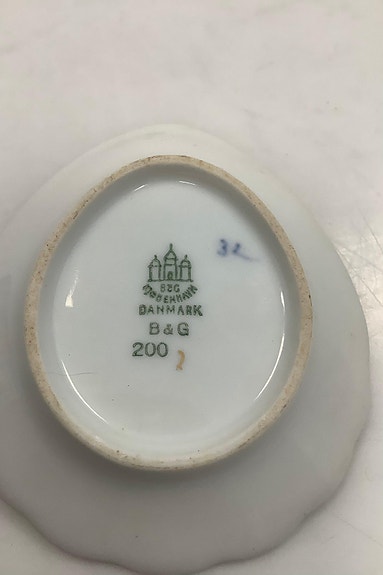 32
B&G
KJØBENHAVN
DANMARK
B & G
200